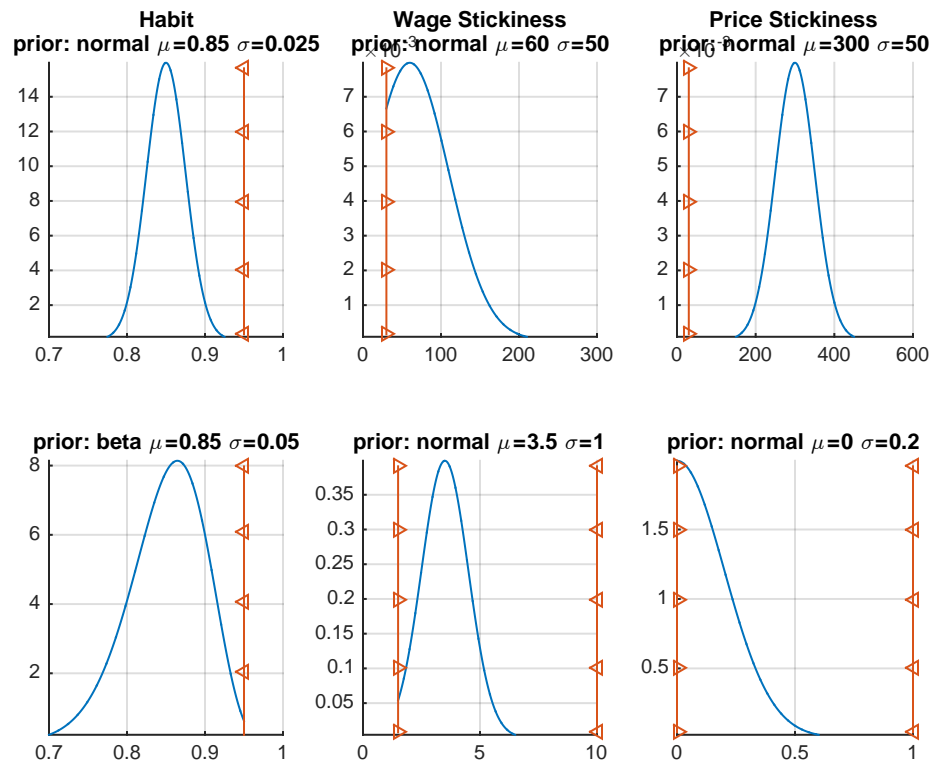 Habit
prior: normal μ=0.85 σ=0.025
14
12
10
8
6
4
2
0.7 0.8 0.9 1
Wage Stickiness
prior: normal μ=60 σ=50
×10⁻³
7
6
5
4
3
2
1
0 100 200 300
Price Stickiness
prior: normal μ=300 σ=50
×10⁻³
7
6
5
4
3
2
1
0 200 400 600
prior: beta μ=0.85 σ=0.05
8
6
4
2
0.7 0.8 0.9 1
prior: normal μ=3.5 σ=1
0.35
0.3
0.25
0.2
0.15
0.1
0.05
0 5 10
prior: normal μ=0 σ=0.2
1.5
1
0.5
0 0.5 1